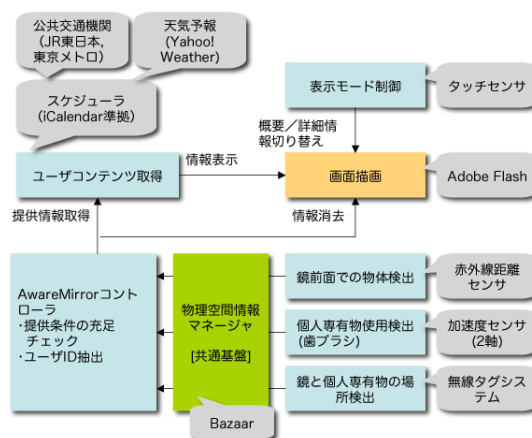 公共交通機関
(JR東日本,
東京メトロ)
天気予報
(Yahoo!
Weather)
スケジューラ
(iCalendar準拠)
表示モード制御
タッチセンサ
概要／詳細情
報切り替え
ユーザコンテンツ取得
情報表示
画面描画
Adobe Flash
提供情報取得
情報消去
AwareMirrorコント
ローラ
・提供条件の充足
チェック
・ユーザID抽出
物理空間情報
マネージャ
[共通基盤]
Bazaar
鏡前面での物体検出
赤外線距離
センサ
個人専有物使用検出
(歯ブラシ)
加速度センサ
(2軸)
鏡と個人専有物の場
所検出
無線タグシス
テム